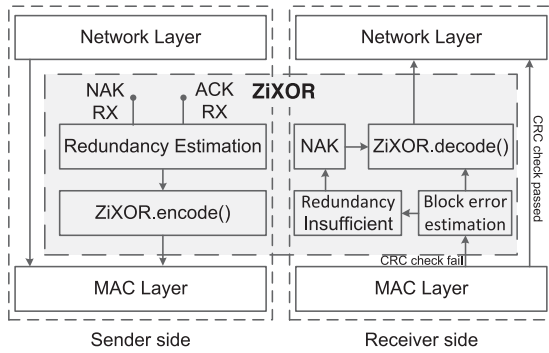 Network Layer
Network Layer
NAK
RX
ACK
RX
ZiXOR
Redundancy Estimation
NAK
ZiXOR.decode()
ZiXOR.encode()
Redundancy
Insufficient
Block error
estimation
CRC check passed
CRC check fail
MAC Layer
MAC Layer
Sender side
Receiver side